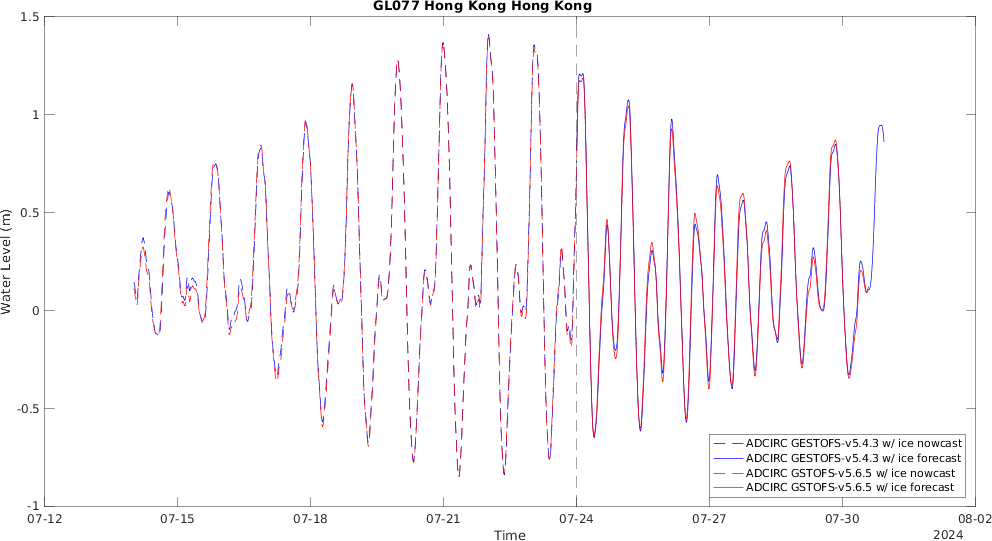 GL077 Hong Kong Hong Kong
1.5
1
0.5
0
-0.5
-1
Water Level (m)
07-12
07-15
07-18
07-21
07-24
07-27
07-30
08-02
Time
2024
ADCIRC GESTOFS-v5.4.3 w/ ice nowcast
ADCIRC GESTOFS-v5.4.3 w/ ice forecast
ADCIRC GSTOFS-v5.6.5 w/ ice nowcast
ADCIRC GSTOFS-v5.6.5 w/ ice forecast